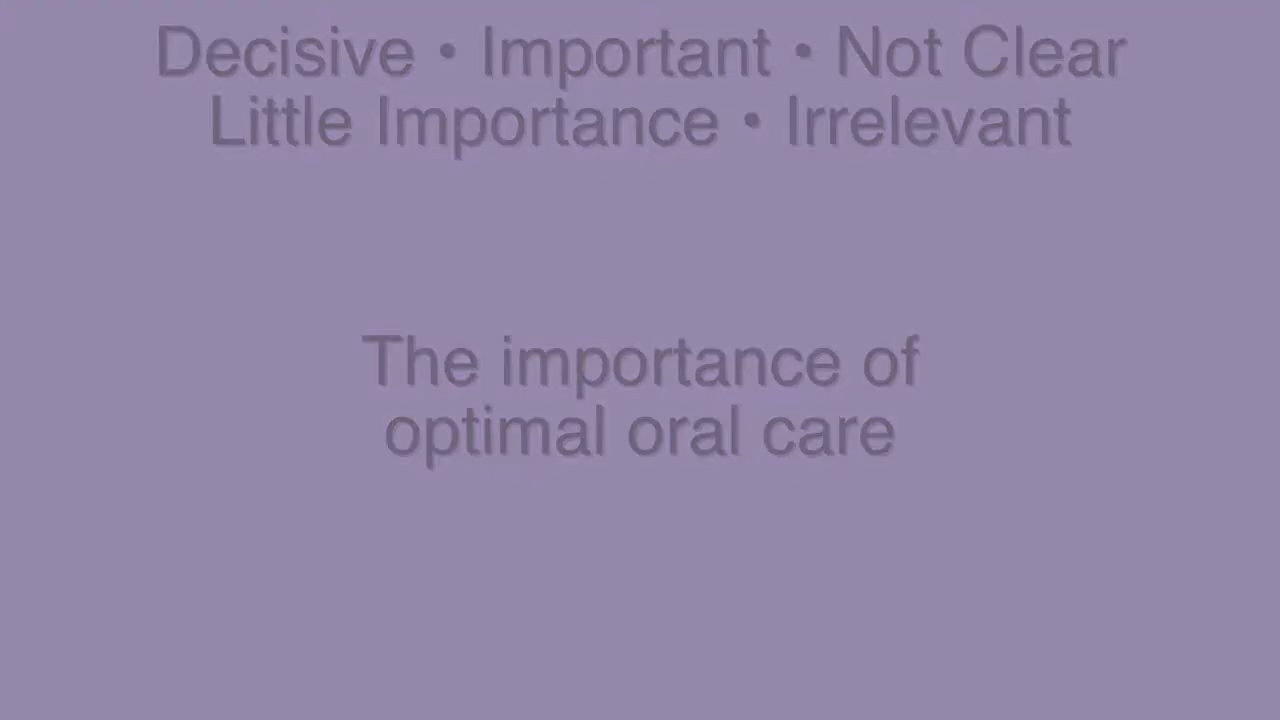 Decisive • Important • Not Clear
Little Importance • Irrelevant
The importance of
optimal oral care